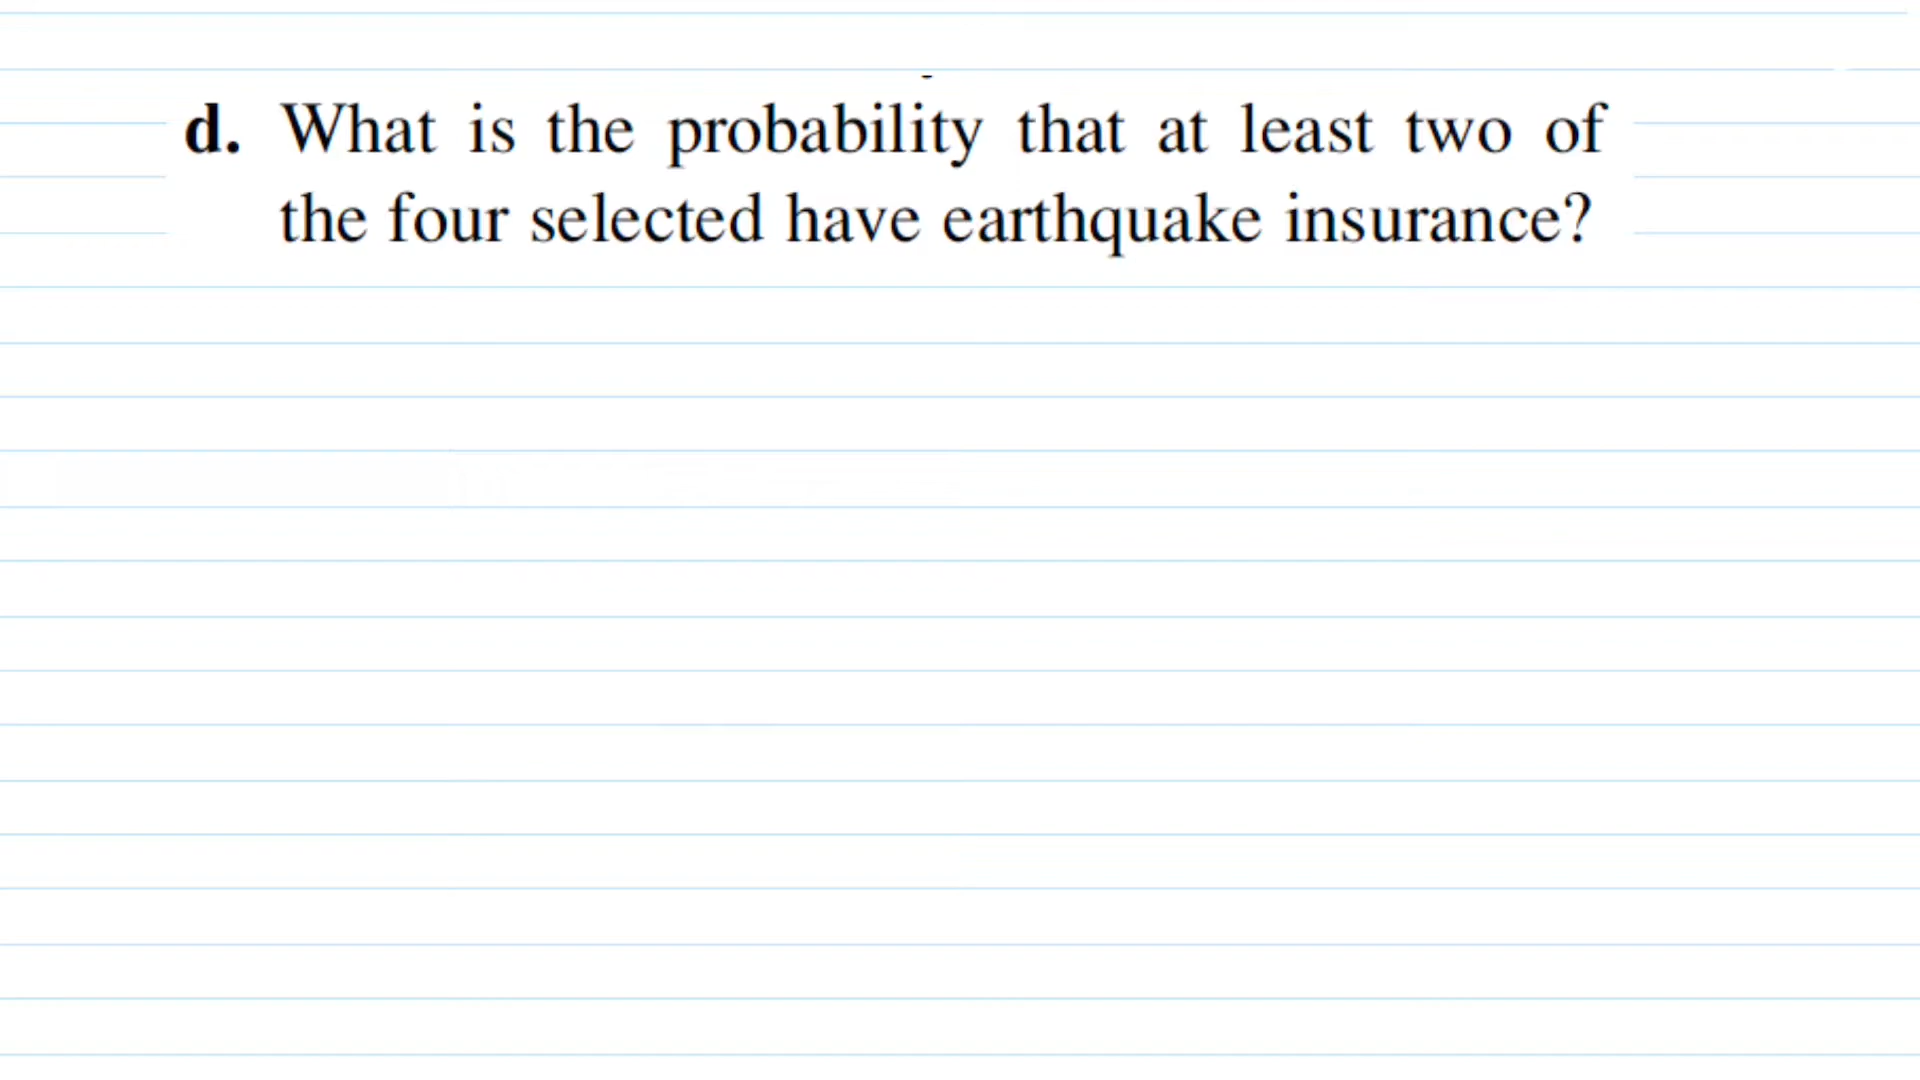 d. What is the probability that at least two of
the four selected have earthquake insurance?